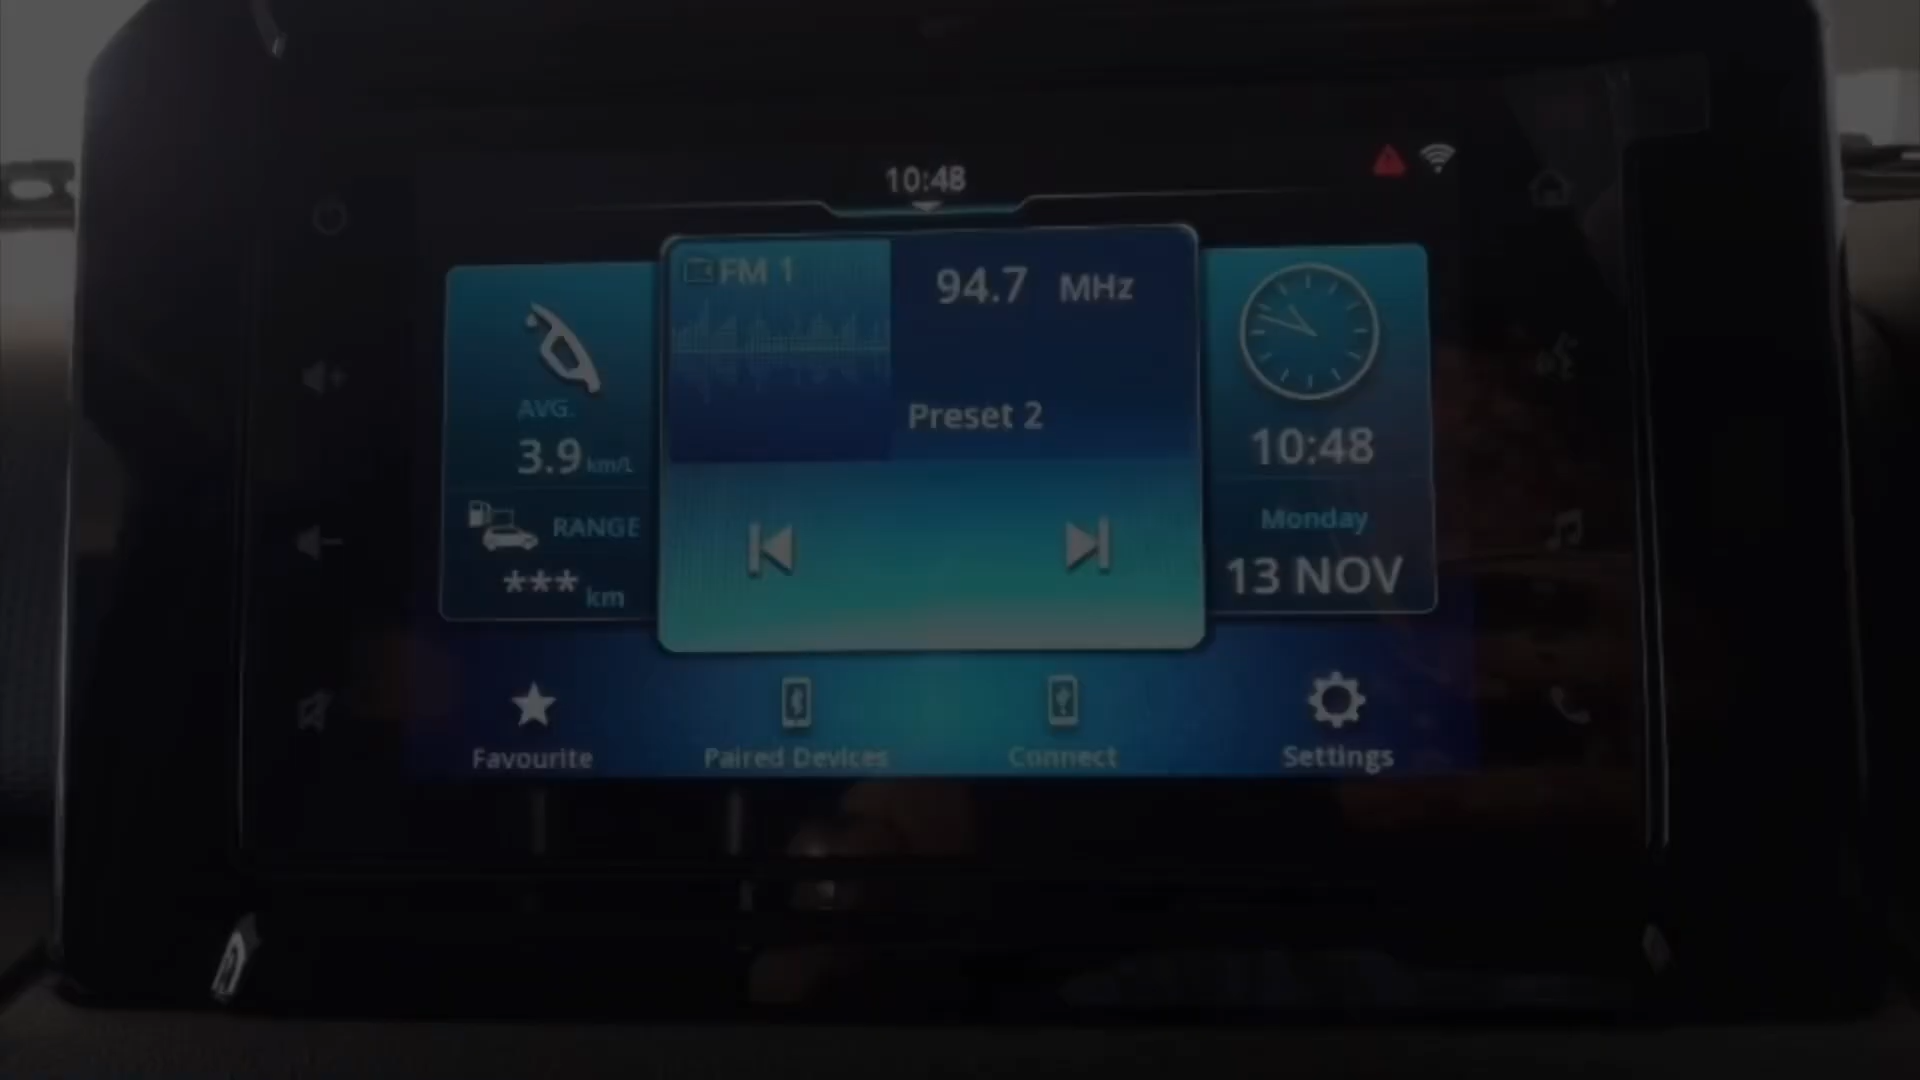 10:48
FM 1
94.7 MHz
Preset 2
AVG.
3.9 km/L
RANGE
*** km
10:48
Monday
13 NOV
Favourite
Paired Devices
Connect
Settings